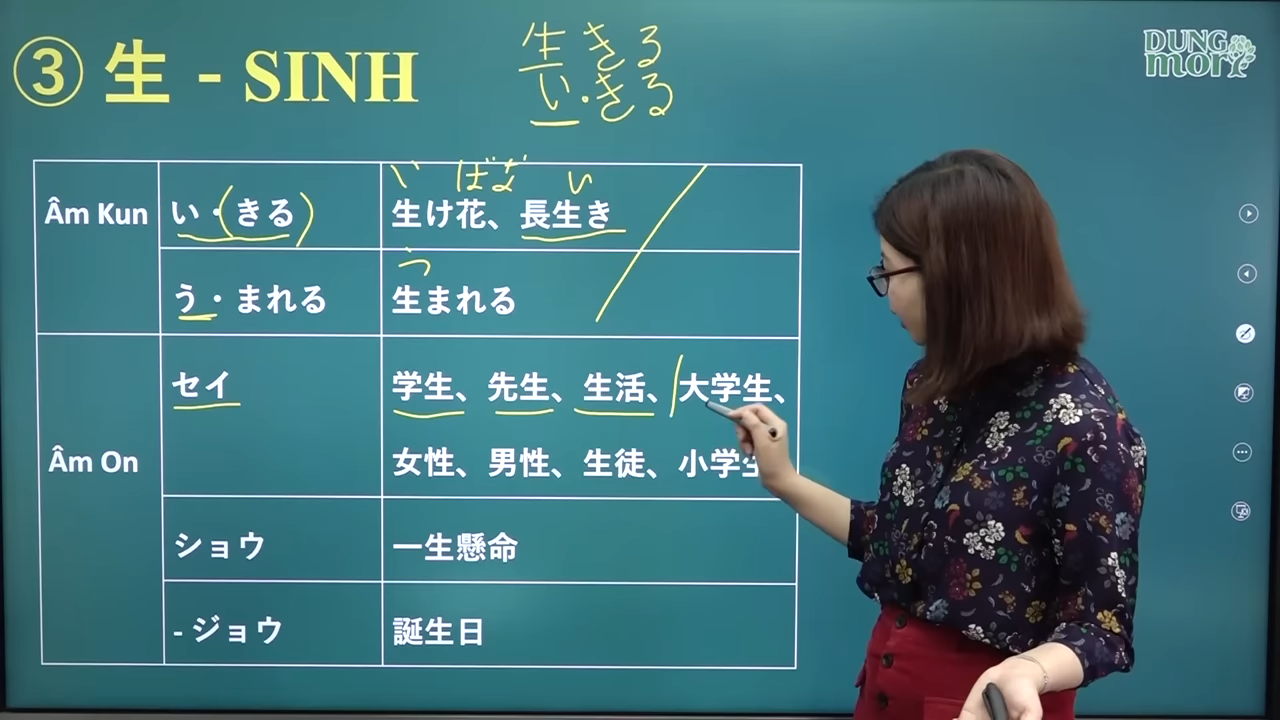 ③ 生 - SINH
生きる
い・きる
DUNG
mori
い ばな い
Âm Kun
い・(きる)
生け花、長生き
う
う・まれる
生まれる
セイ
学生、先生、生活、大学生、
Âm On
女性、男性、生徒、小学生
ショウ
一生懸命
- ジョウ
誕生日